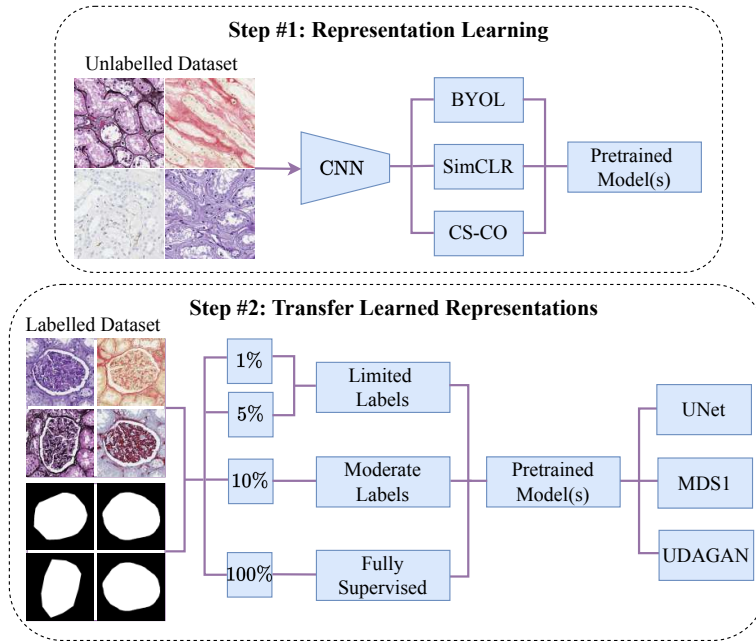 Step #1: Representation Learning
Unlabelled Dataset
CNN
BYOL
SimCLR
CS-CO
Pretrained
Model(s)
Step #2: Transfer Learned Representations
Labelled Dataset
1%
5%
10%
100%
Limited
Labels
Moderate
Labels
Fully
Supervised
Pretrained
Model(s)
UNet
MDS1
UDAGAN